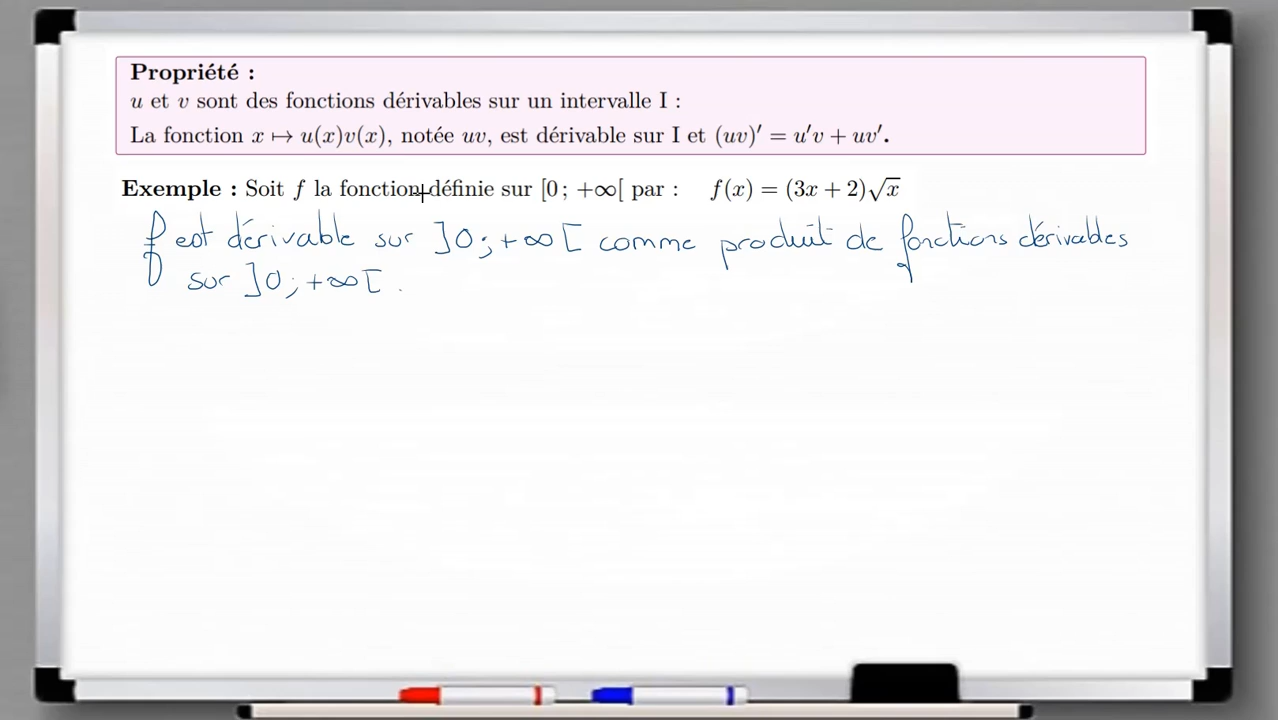 Propriété :
u et v sont des fonctions dérivables sur un intervalle I :
La fonction x ↦ u(x)v(x), notée uv, est dérivable sur I et (uv)′ = u′v + uv′.
Exemple : Soit f la fonction définie sur [0 ; +∞[ par : f(x) = (3x + 2)√x
f est dérivable sur ]0 ; +∞[ comme produit de fonctions dérivables
sur ]0 ; +∞[ .